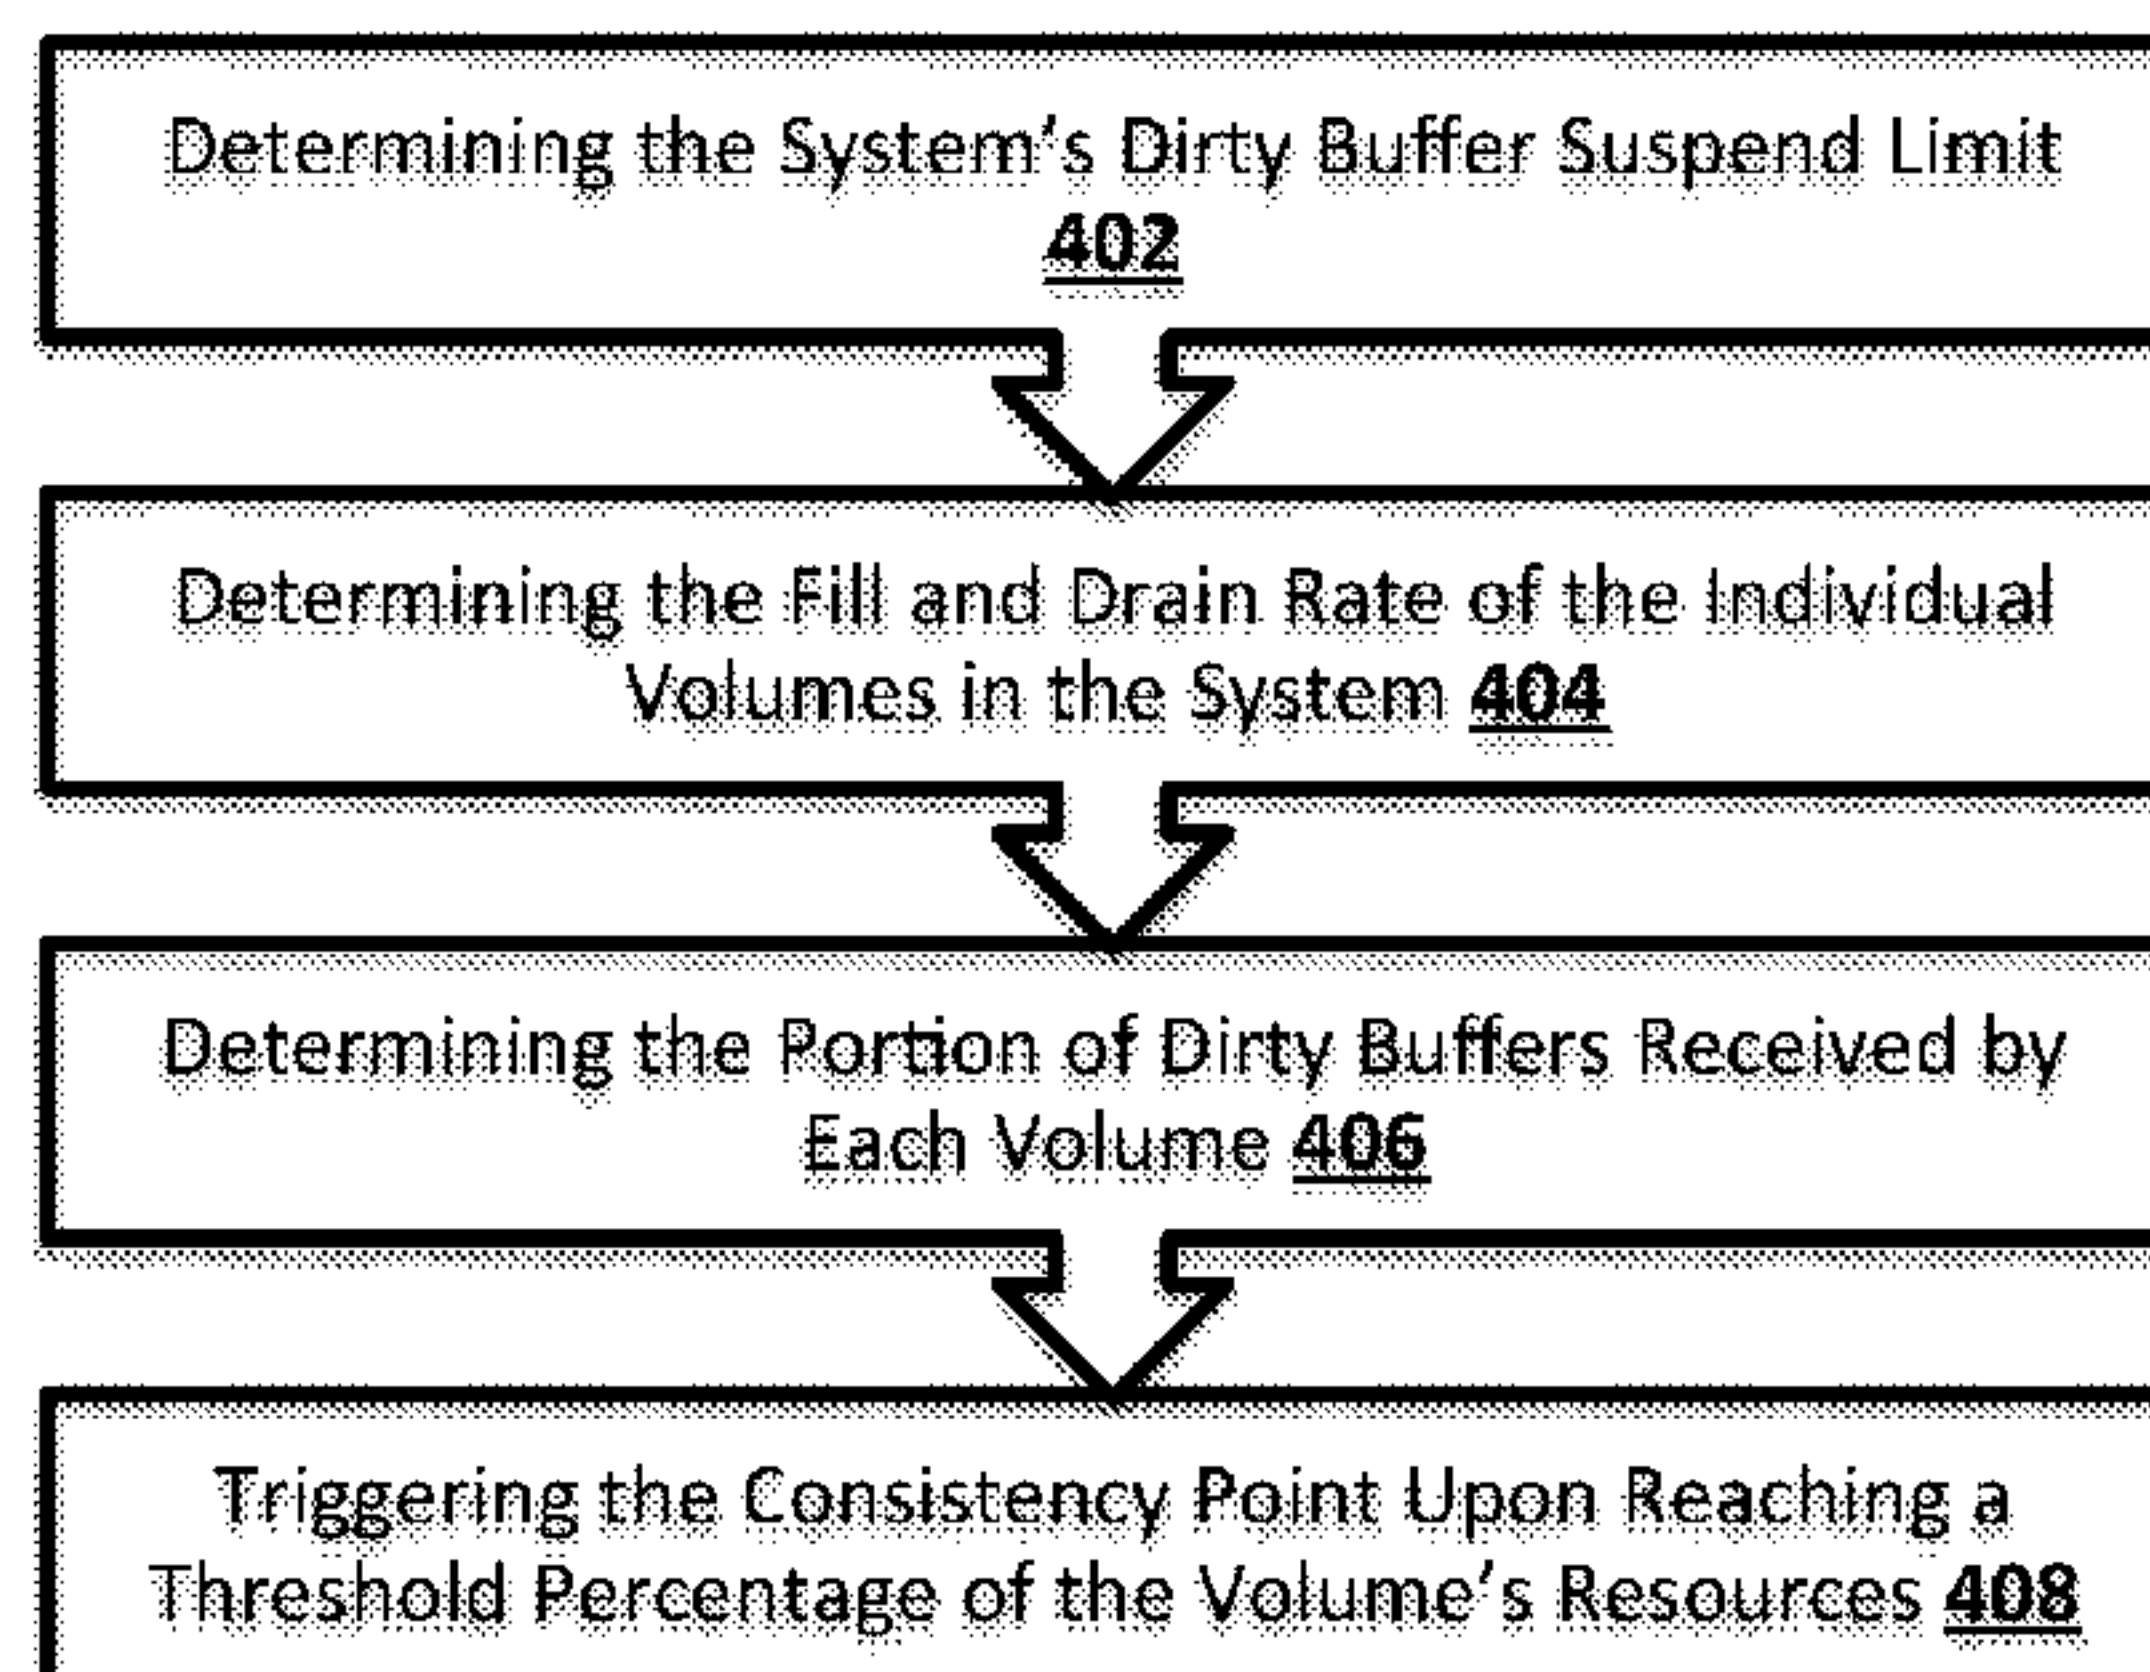 Determining the System's Dirty Buffer Suspend Limit
402
Determining the Fill and Drain Rate of the Individual
Volumes in the System 404
Determining the Portion of Dirty Buffers Received by
Each Volume 406
Triggering the Consistency Point Upon Reaching a
Threshold Percentage of the Volume's Resources 408